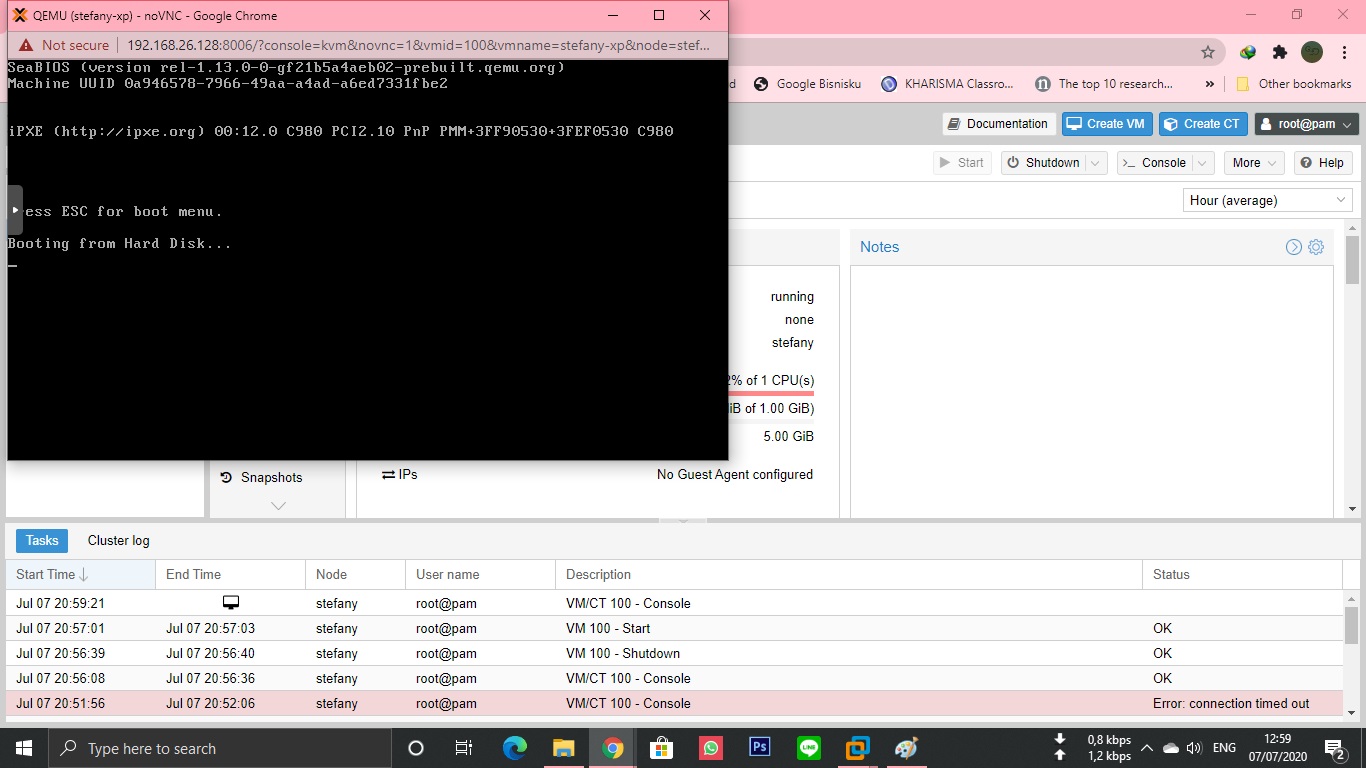 QEMU (stefany-xp) - noVNC - Google Chrome
Not secure
192.168.26.128:8006/?console=kvm&novnc=1&vmid=100&vmname=stefany-xp&node=stef...
SeaBIOS (version rel-1.13.0-0-gf21b5a4aeb02-prebuilt.qemu.org)
Machine UUID 0a946578-7966-49aa-a4ad-a6ed7331fbe2
iPXE (http://ipxe.org) 00:12.0 C980 PCI2.10 PnP PMM+3FF90530+3FEF0530 C980
ress ESC for boot menu.
Booting from Hard Disk...
Google Bisnisku
KHARISMA Classro...
The top 10 research...
»
Other bookmarks
Documentation
Create VM
Create CT
root@pam
Start
Shutdown
Console
More
Help
Hour (average)
Notes
running
none
stefany
2% of 1 CPU(s)
iB of 1.00 GiB)
5.00 GiB
Snapshots
IPs
No Guest Agent configured
Tasks
Cluster log
Start Time
End Time
Node
User name
Description
Status
Jul 07 20:59:21 stefany root@pam VM/CT 100 - Console
Jul 07 20:57:01 Jul 07 20:57:03 stefany root@pam VM 100 - Start OK
Jul 07 20:56:39 Jul 07 20:56:40 stefany root@pam VM 100 - Shutdown OK
Jul 07 20:56:08 Jul 07 20:56:36 stefany root@pam VM/CT 100 - Console OK
Jul 07 20:51:56 Jul 07 20:52:06 stefany root@pam VM/CT 100 - Console Error: connection timed out
Type here to search
Ps
LINE
0,8 kbps
1,2 kbps
ENG
12:59
07/07/2020
2